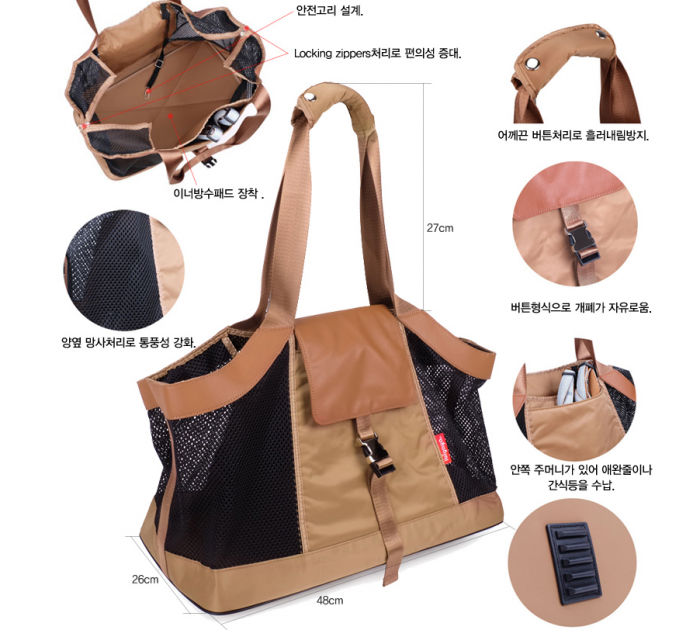 안전고리 설계.
Locking zippers처리로 편의성 증대.
어께끈 버튼처리로 흘러내림방지.
이너방수패드 장착 .
27cm
버튼형식으로 개폐가 자유로움.
양옆 망사처리로 통풍성 강화.
안쪽 주머니가 있어 애완줄이나
간식등을 수납.
26cm
48cm